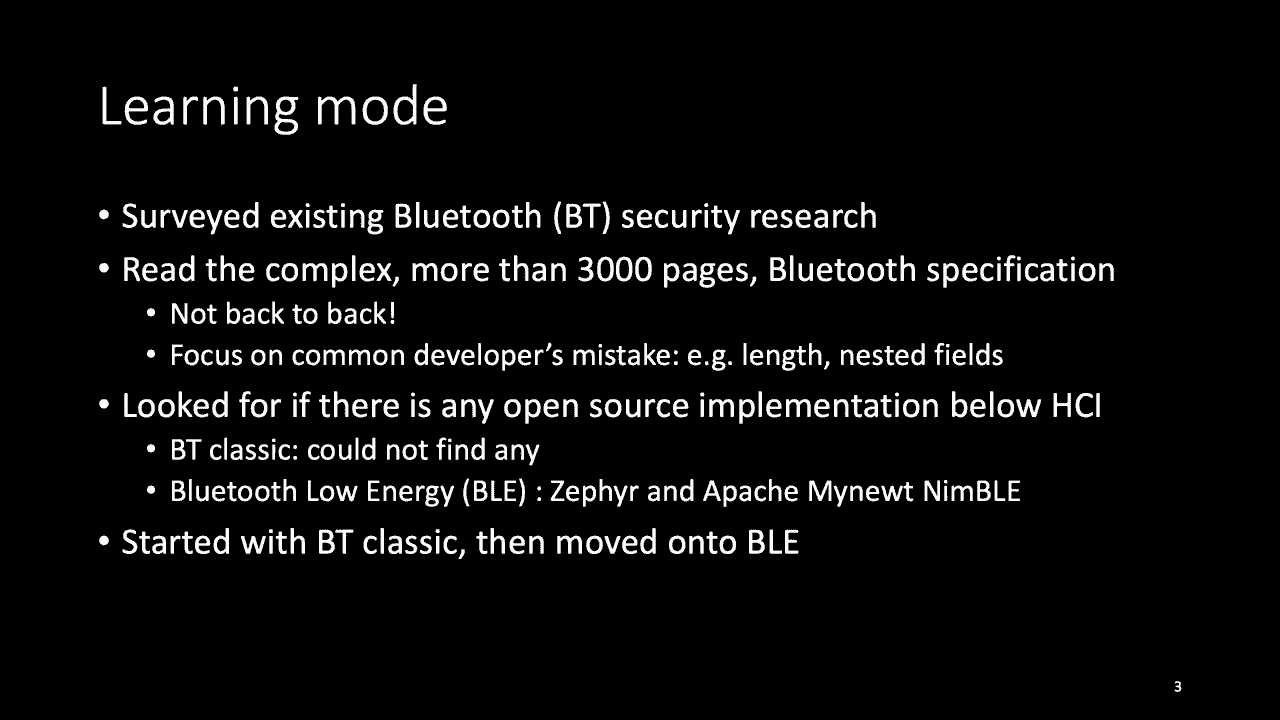 Learning mode
• Surveyed existing Bluetooth (BT) security research
• Read the complex, more than 3000 pages, Bluetooth specification
• Not back to back!
• Focus on common developer’s mistake: e.g. length, nested fields
• Looked for if there is any open source implementation below HCI
• BT classic: could not find any
• Bluetooth Low Energy (BLE) : Zephyr and Apache Mynewt NimBLE
• Started with BT classic, then moved onto BLE
3